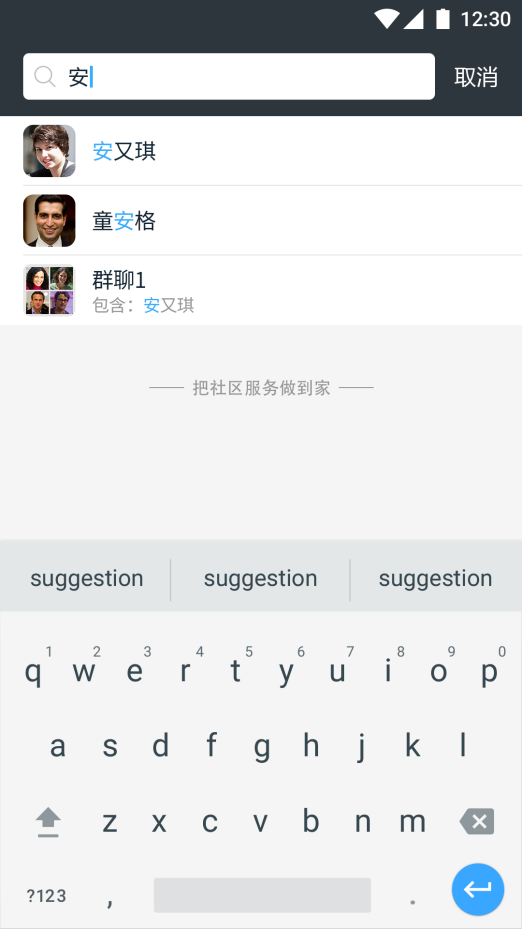 12:30
安
取消
安又琪
童安格
群聊1
包含：安又琪
把社区服务做到家
suggestion suggestion suggestion
1 2 3 4 5 6 7 8 9 0
q w e r t y u i o p
a s d f g h j k l
z x c v b n m
?123 , .